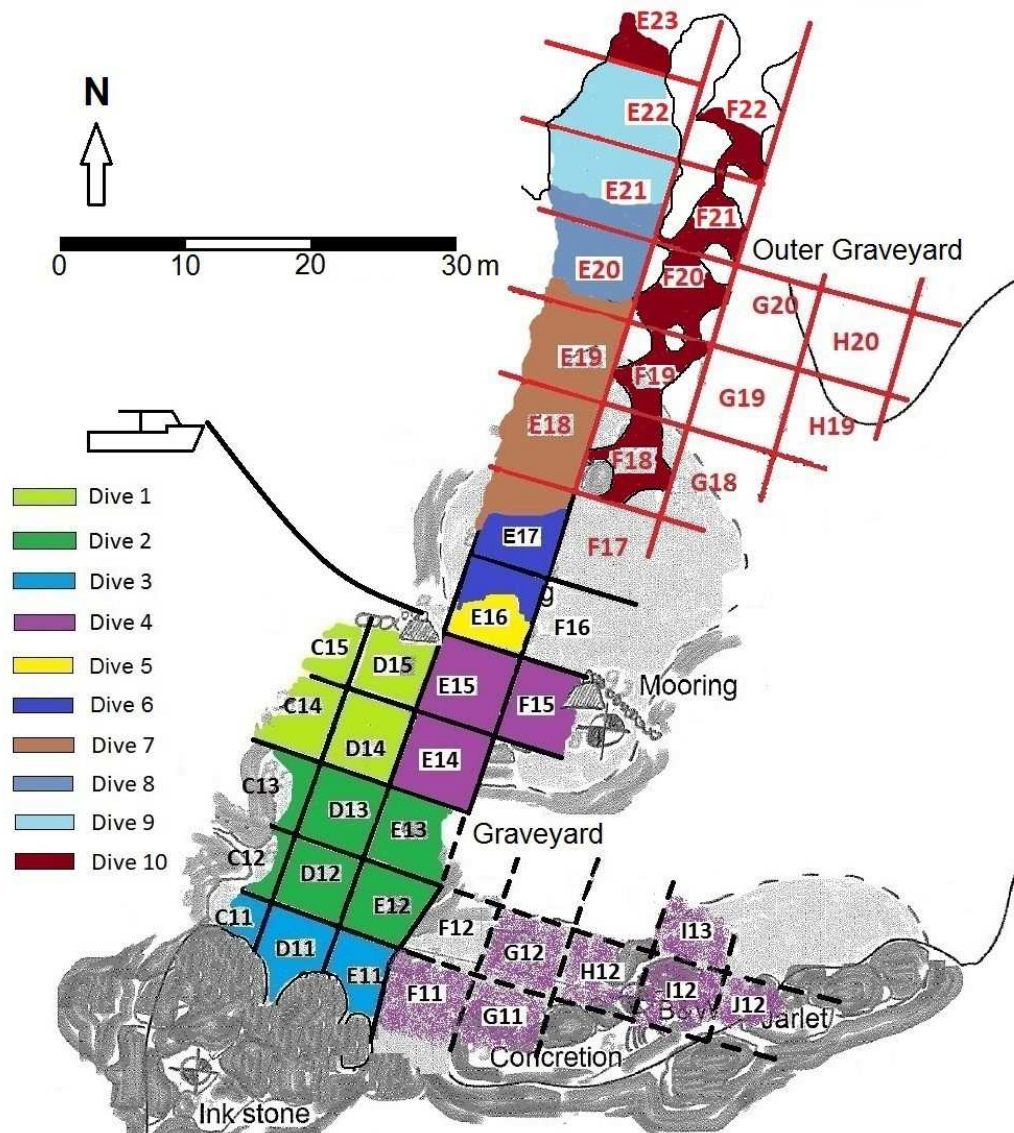 E23
N
E22
F22
E21
F21
0 10 20 30 m
E20
F20
Outer Graveyard
G20
H20
E19
F19
G19
H19
E18
F18
G18
E17
F17
E16
F16
Dive 1
Dive 2
Dive 3
Dive 4
Dive 5
Dive 6
Dive 7
Dive 8
Dive 9
Dive 10
C15
D15
E15
F15
Mooring
C14
D14
E14
C13
D13
E13
Graveyard
C12
D12
E12
F12
G12
H12
I13
C11
D11
E11
F11
G11
I12
J12
Bow
Jarlet
Concretion
Ink stone